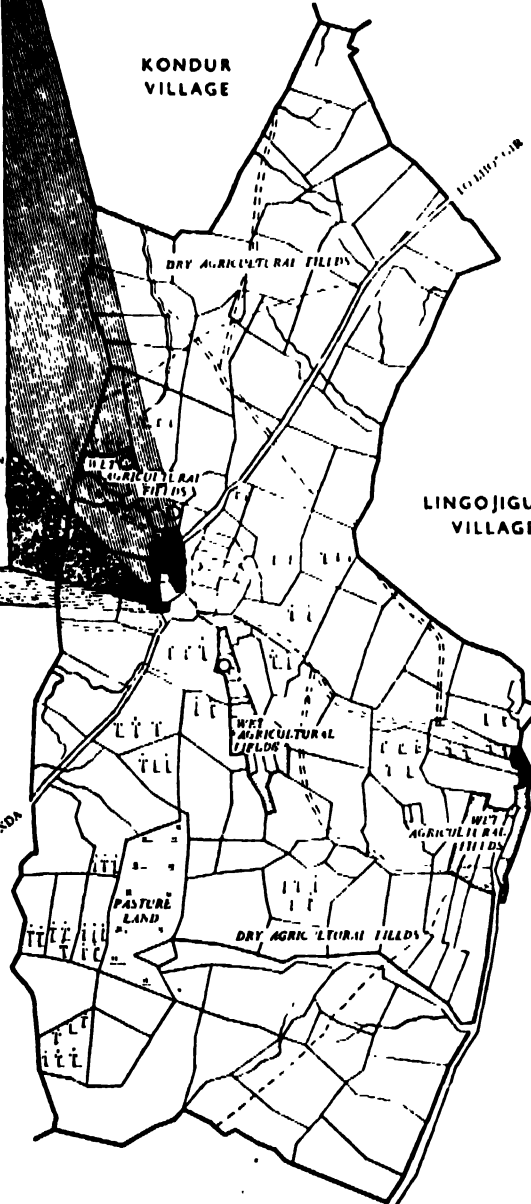 KONDUR
VILLAGE
DRY AGRICULTURAL FIELDS
WET
AGRICULTURAL
FIELDS
LINGOJIGU
VILLAGE
WET
AGRICULTURAL
FIELDS
WET
AGRICULTURAL
FIELDS
PASTURE
LAND
DRY AGRICULTURAL FIELDS